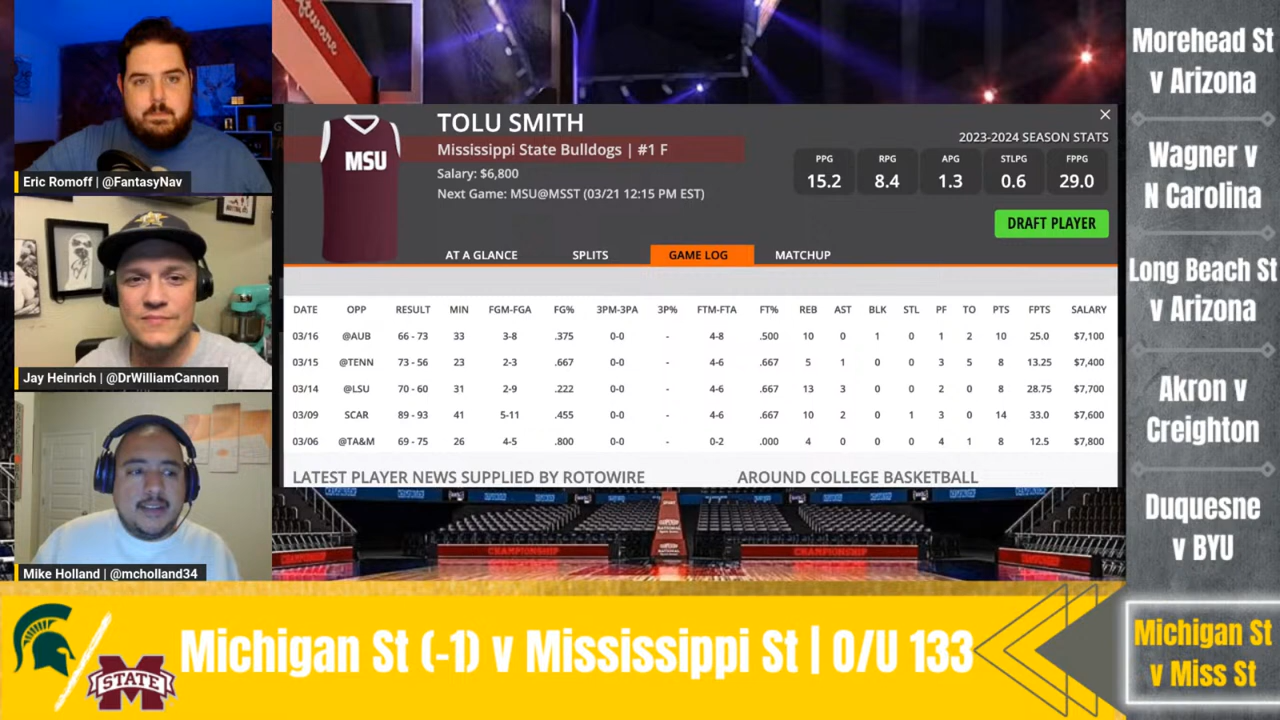 Eric Romoff | @FantasyNav
Jay Heinrich | @DrWilliamCannon
Mike Holland | @mcholland34
TOLU SMITH
Mississippi State Bulldogs | #1 F
Salary: $6,800
Next Game: MSU@MSST (03/21 12:15 PM EST)
MSU
2023-2024 SEASON STATS
PPG RPG APG STLPG FPPG
15.2 8.4 1.3 0.6 29.0
DRAFT PLAYER
AT A GLANCE SPLITS GAME LOG MATCHUP
DATE OPP RESULT MIN FGM-FGA FG% 3PM-3PA 3P% FTM-FTA FT% REB AST BLK STL PF TO PTS FPTS SALARY
03/16 @AUB 66 - 73 33 3-8 .375 0-0 - 4-8 .500 10 0 1 0 1 2 10 25.0 $7,100
03/15 @TENN 73 - 56 23 2-3 .667 0-0 - 4-6 .667 5 1 0 0 3 5 8 13.25 $7,400
03/14 @LSU 70 - 60 31 2-9 .222 0-0 - 4-6 .667 13 3 0 0 2 0 8 28.75 $7,700
03/09 SCAR 89 - 93 41 5-11 .455 0-0 - 4-6 .667 10 2 0 1 3 0 14 33.0 $7,600
03/06 @TA&M 69 - 75 26 4-5 .800 0-0 - 0-2 .000 4 0 0 0 4 1 8 12.5 $7,800
LATEST PLAYER NEWS SUPPLIED BY ROTOWIRE AROUND COLLEGE BASKETBALL
CHAMPIONSHIP
CHAMPIONSHIP
Morehead St
v Arizona
Wagner v
N Carolina
Long Beach St
v Arizona
Akron v
Creighton
Duquesne
v BYU
Michigan St
v Miss St
STATE
Michigan St (-1) v Mississippi St | O/U 133